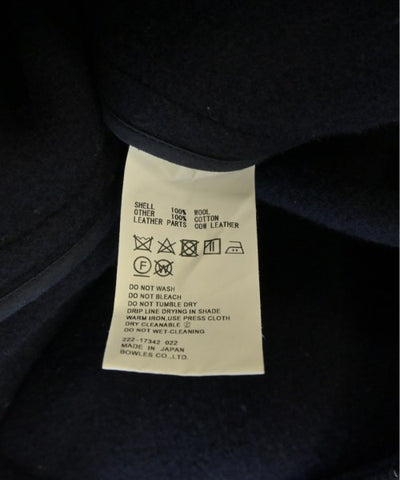 SHELL 100% WOOL
OTHER 100% COTTON
LEATHER PARTS COW LEATHER
F W
DO NOT WASH
DO NOT BLEACH
DO NOT TUMBLE DRY
DRIP LINE DRYING IN SHADE
WARM IRON, USE PRESS CLOTH
DRY CLEANABLE ②
DO NOT WET-CLEANING
222-17342 022
MADE IN JAPAN
BOWLES CO.,LTD.